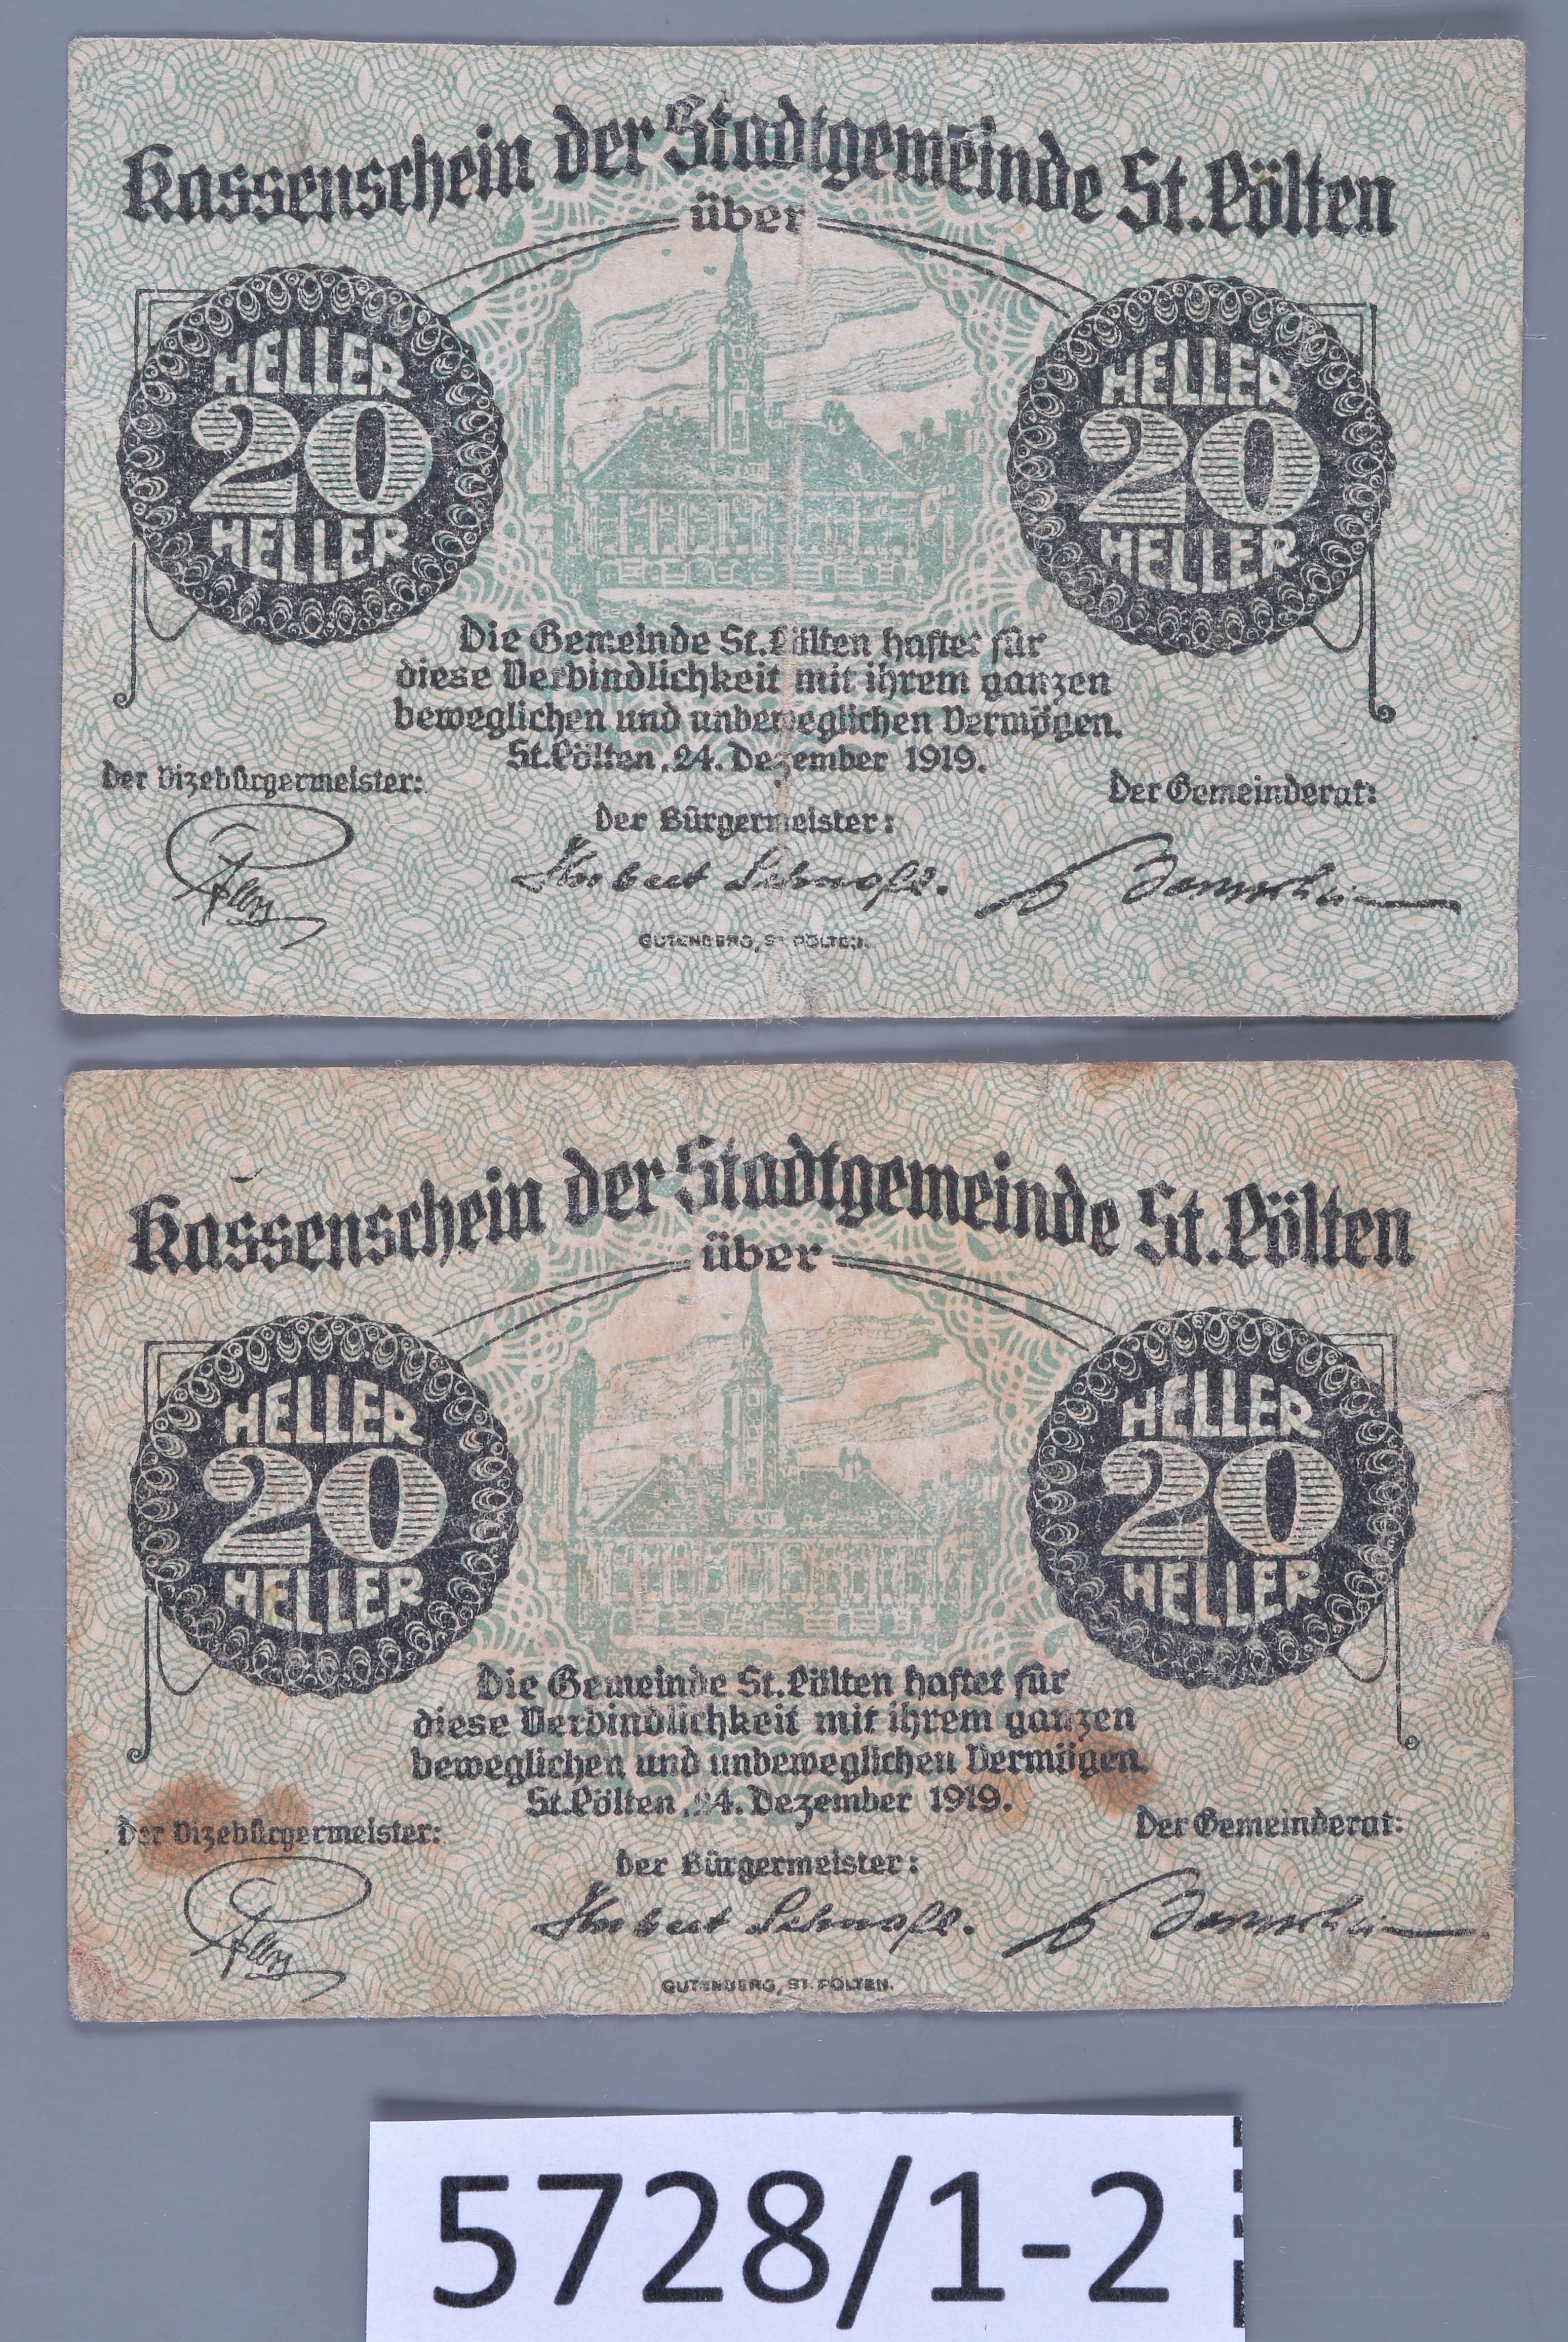 Kassenschein der Stadtgemeinde St. Pölten
über
HELLER
20
HELLER
HELLER
20
HELLER
Die Gemeinde St. Pölten haftet für
diese Verbindlichkeit mit ihrem ganzen
beweglichen und unbeweglichen Vermögen.
St. Pölten, 24. Dezember 1919.
Der Vizebürgermeister:
Der Gemeinderat:
Der Bürgermeister:
GUTENBERG, ST. PÖLTEN.
Kassenschein der Stadtgemeinde St. Pölten
über
HELLER
20
HELLER
HELLER
20
HELLER
Die Gemeinde St. Pölten haftet für
diese Verbindlichkeit mit ihrem ganzen
beweglichen und unbeweglichen Vermögen.
St. Pölten, 24. Dezember 1919.
Der Vizebürgermeister:
Der Gemeinderat:
Der Bürgermeister:
GUTENBERG, ST. PÖLTEN.
5728/1-2